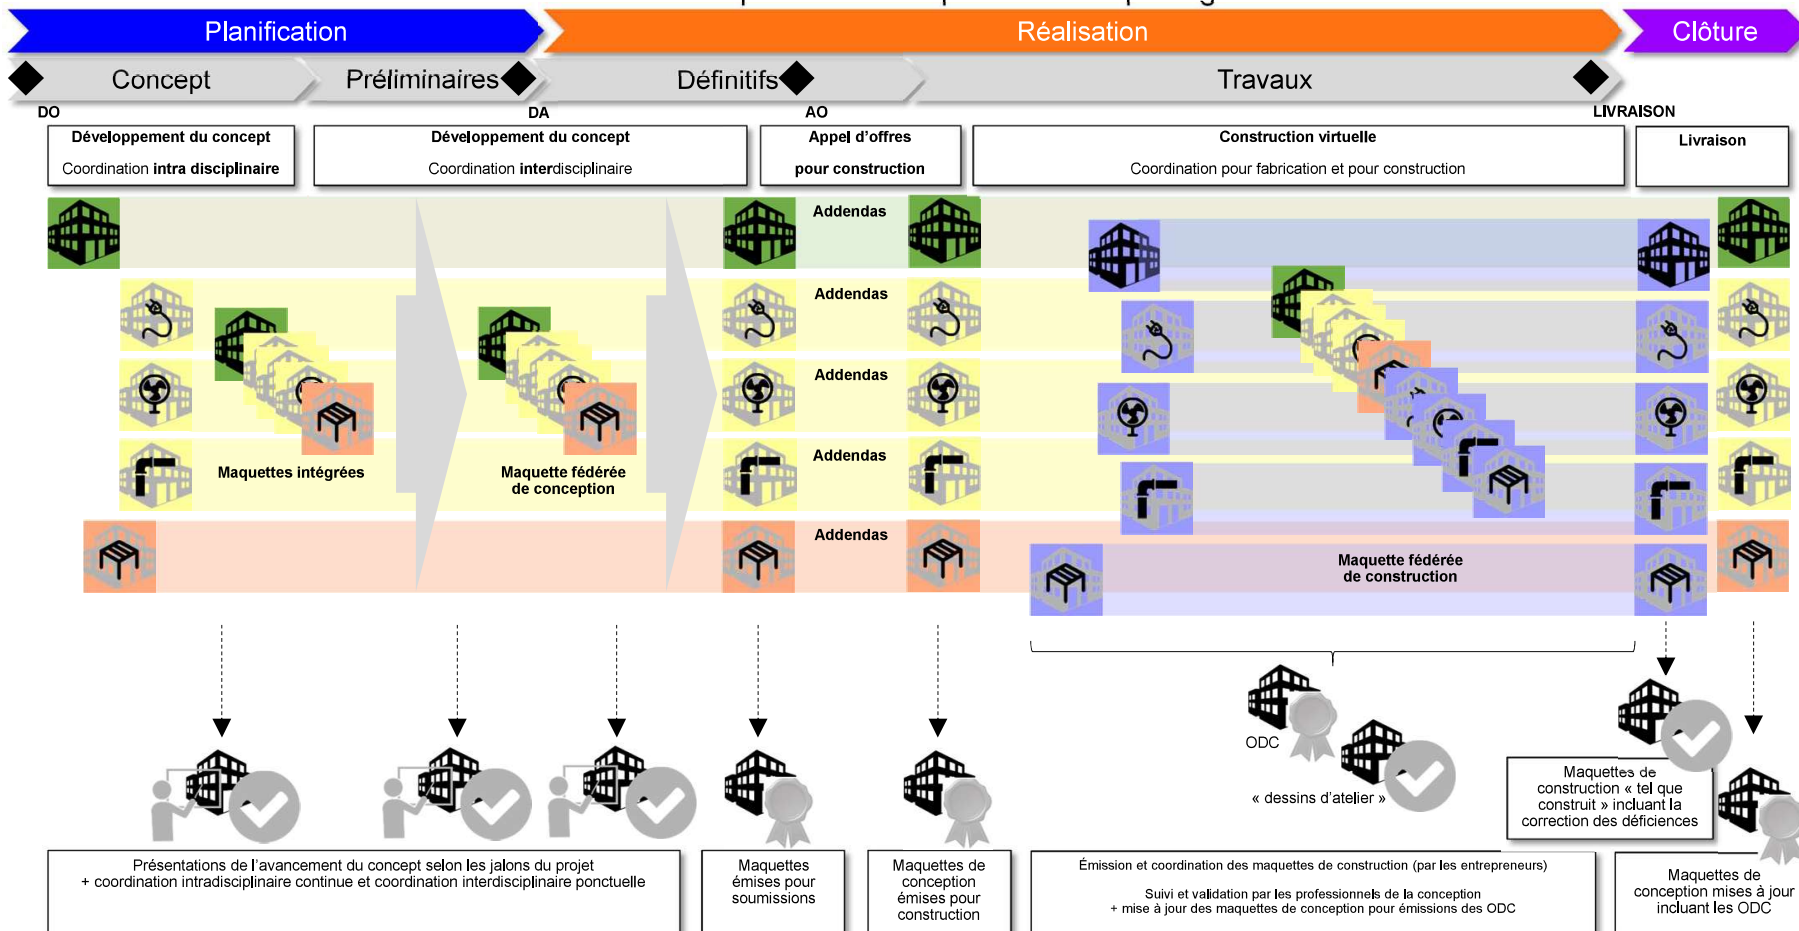 Planification
Réalisation
Clôture
Concept
Préliminaires
Définitifs
Travaux
DO
DA
AO
LIVRAISON
Développement du concept
Coordination intra disciplinaire
Développement du concept
Coordination interdisciplinaire
Appel d'offres
pour construction
Construction virtuelle
Coordination pour fabrication et pour construction
Livraison
Addendas
Addendas
Addendas
Addendas
Addendas
Maquettes intégrées
Maquette fédérée
de conception
Maquette fédérée
de construction
ODC
« dessins d'atelier »
Maquettes de
construction « tel que
construit » incluant la
correction des déficiences
Présentations de l'avancement du concept selon les jalons du projet
+ coordination intradisciplinaire continue et coordination interdisciplinaire ponctuelle
Maquettes
émises pour
soumissions
Maquettes de
conception
émises pour
construction
Émission et coordination des maquettes de construction (par les entrepreneurs)
Suivi et validation par les professionnels de la conception
+ mise à jour des maquettes de conception pour émissions des ODC
Maquettes de
conception mises à jour
incluant les ODC